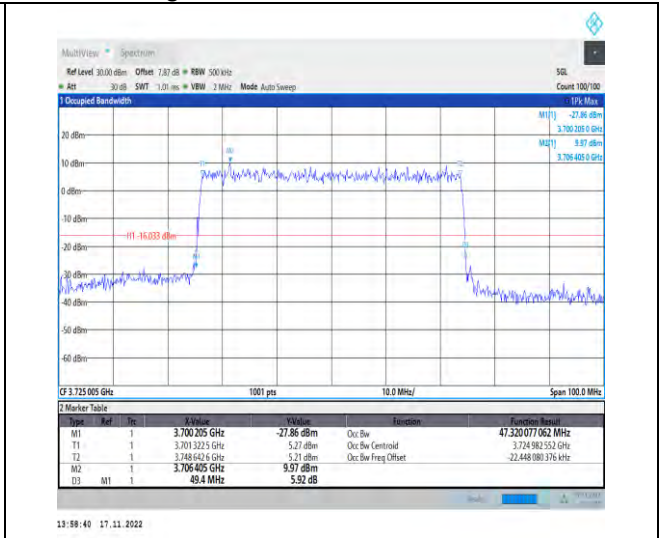 MultiView Spectrum
Ref Level 30.00 dBm Offset 7.87 dB RBW 500 kHz SGL
Att 30 dB SWT 1.01 ms VBW 2 MHz Mode Auto Sweep Count 100/100
1 Occupied Bandwidth 1Pk Max
M1[1] -27.86 dBm
3.700 205 0 GHz
20 dBm
M2[1] 9.97 dBm
3.706 405 0 GHz
M2
10 dBm
T1
T2
0 dBm
-10 dBm
H1 -16.033 dBm
-20 dBm
M1
-30 dBm
-40 dBm
-50 dBm
-60 dBm
CF 3.725 005 GHz 1001 pts 10.0 MHz/ Span 100.0 MHz
2 Marker Table
Type Ref Trc X-Value Y-Value Function Function Result
M1 1 3.700 205 GHz -27.86 dBm Occ Bw 47.320 077 062 MHz
T1 1 3.701 322 5 GHz 5.27 dBm Occ Bw Centroid 3.724 982 552 GHz
T2 1 3.748 642 6 GHz 5.21 dBm Occ Bw Freq Offset -22.448 080 376 kHz
M2 1 3.706 405 GHz 9.97 dBm
D3 M1 1 49.4 MHz 5.92 dB
13:58:40 17.11.2022